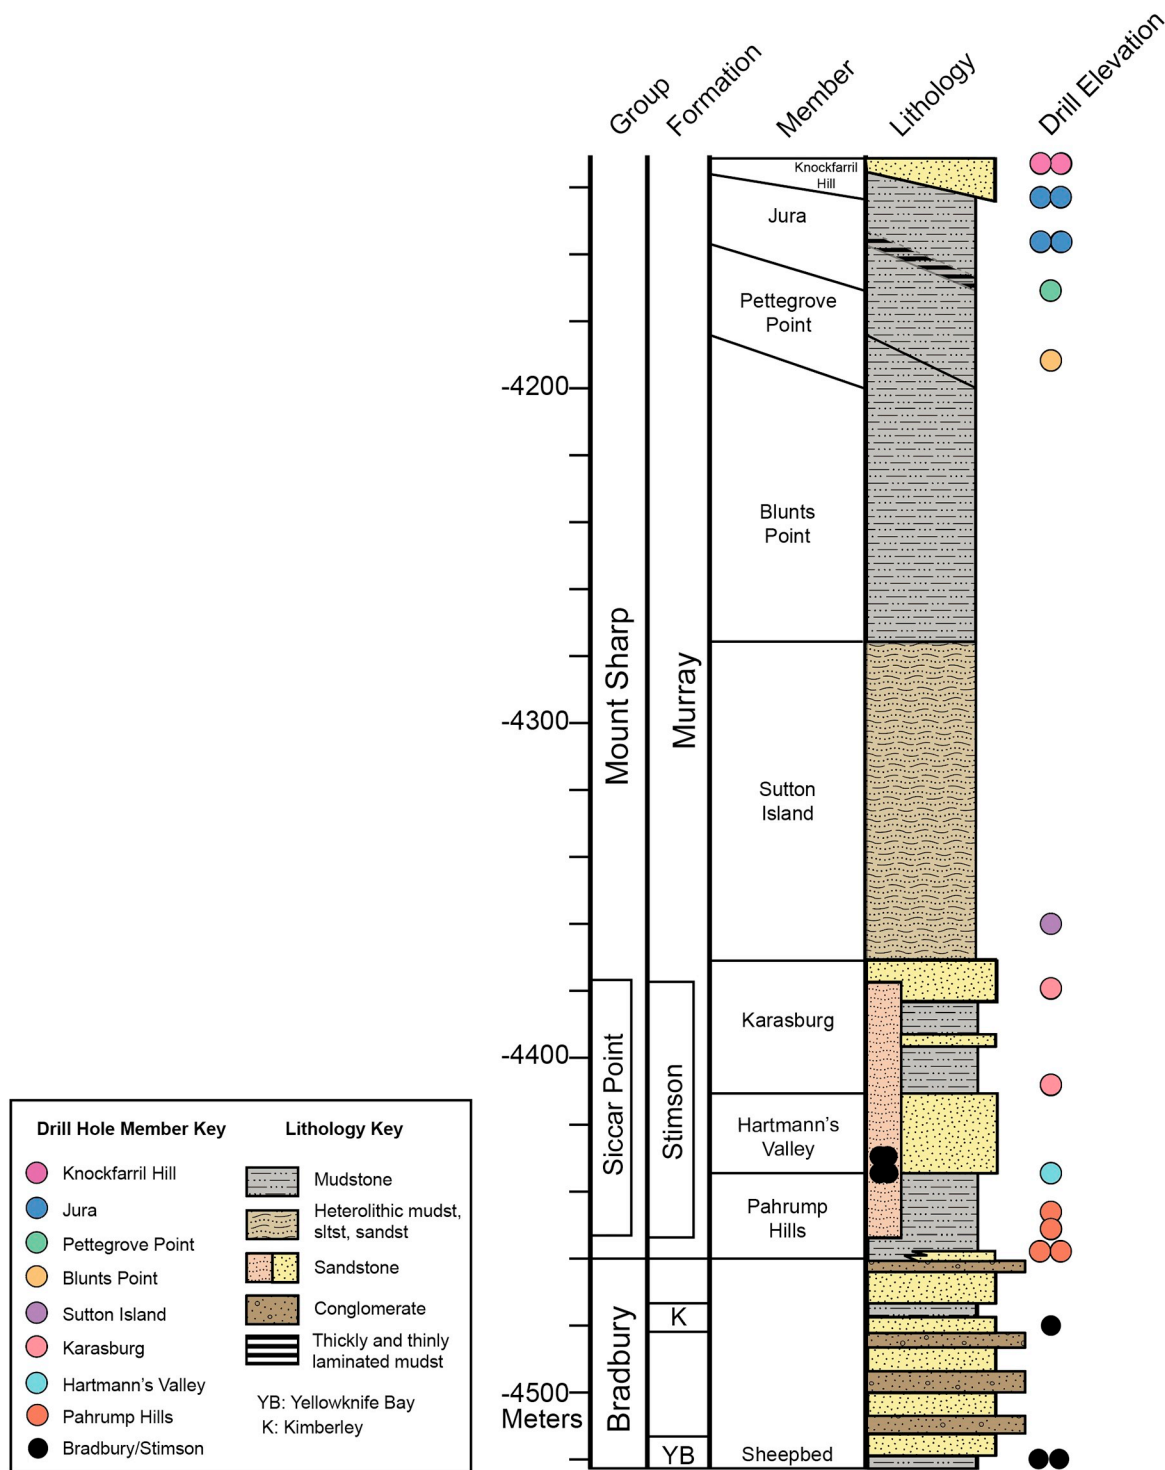 Group
Formation
Member
Lithology
Drill Elevation
Knockfarril
Hill
Jura
Pettegrove
Point
-4200
Blunts
Point
Mount Sharp
Murray
-4300
Sutton
Island
Karasburg
-4400
Siccar Point
Stimson
Hartmann's
Valley
Pahrump
Hills
Bradbury
K
-4500
Meters
YB
Sheepbed
Drill Hole Member Key
Knockfarril Hill
Jura
Pettegrove Point
Blunts Point
Sutton Island
Karasburg
Hartmann's Valley
Pahrump Hills
Bradbury/Stimson
Lithology Key
Mudstone
Heterolithic mudst,
sltst, sandst
Sandstone
Conglomerate
Thickly and thinly
laminated mudst
YB: Yellowknife Bay
K: Kimberley